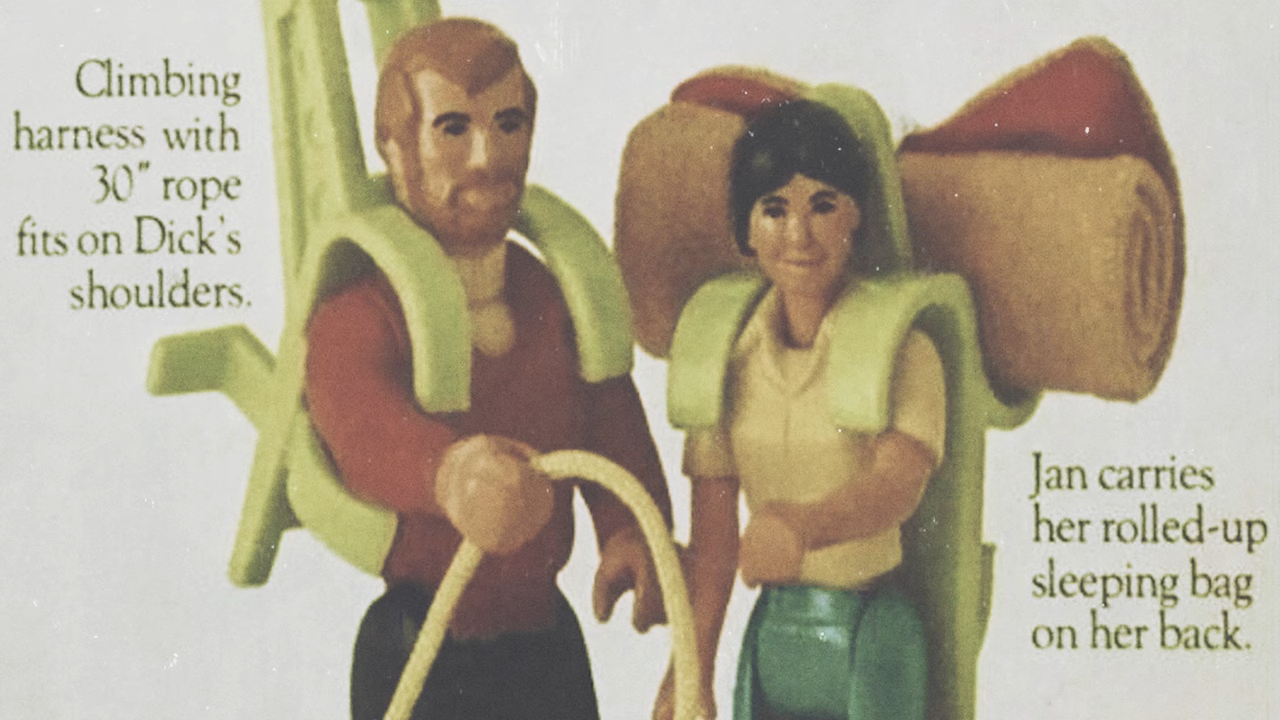 Climbing
harness with
30" rope
fits on Dick's
shoulders.
Jan carries
her rolled-up
sleeping bag
on her back.